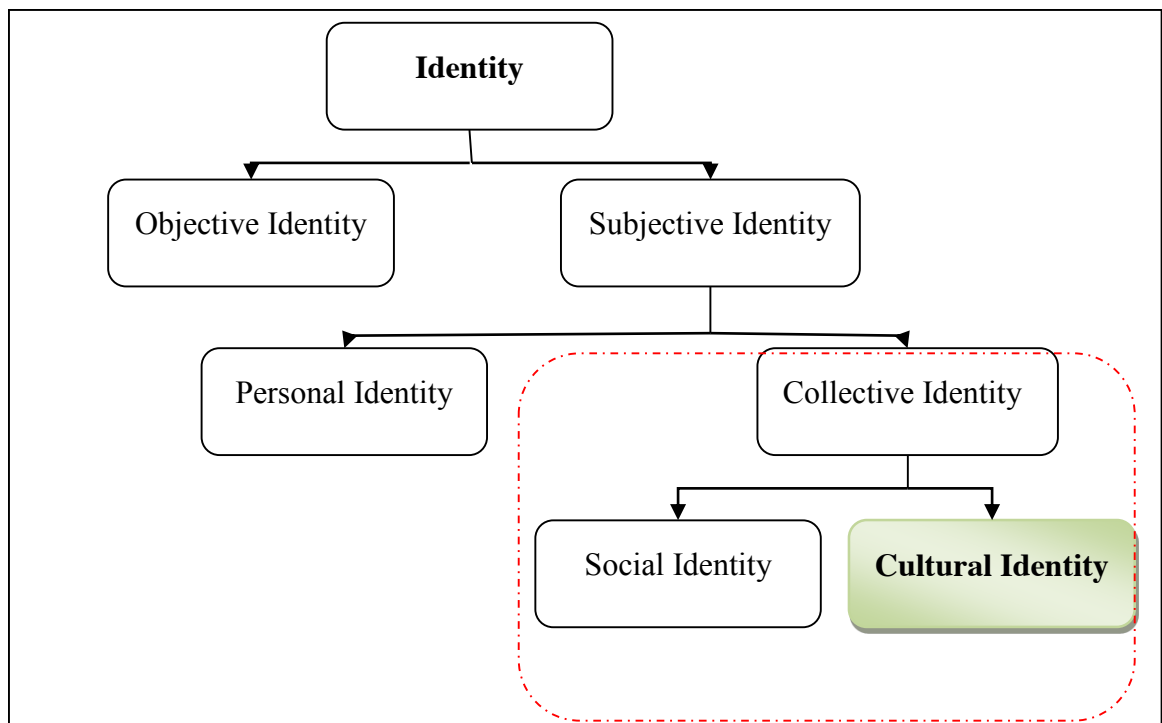 Identity
Objective Identity
Subjective Identity
Personal Identity
Collective Identity
Social Identity
Cultural Identity